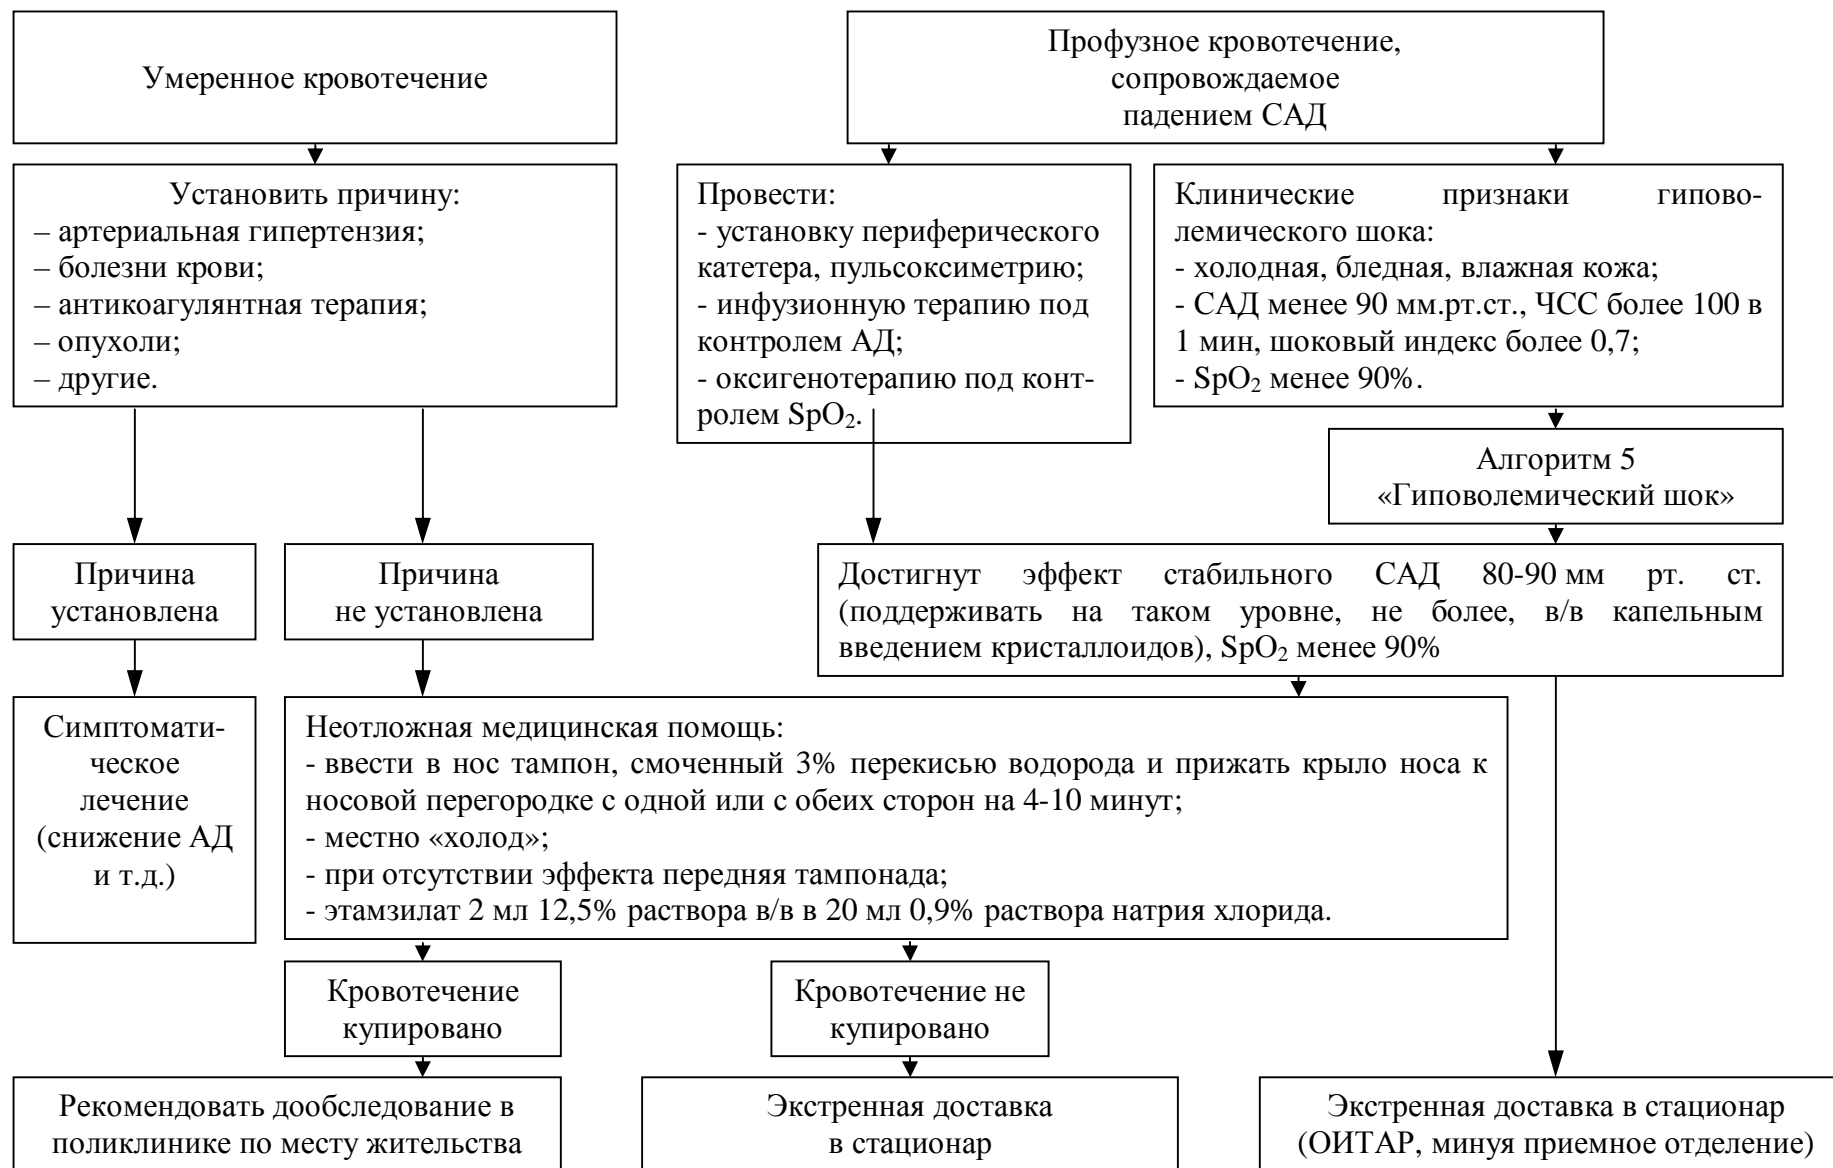 Умеренное кровотечение
Профузное кровотечение,
сопровождаемое
падением САД
Установить причину:
– артериальная гипертензия;
– болезни крови;
– антикоагулянтная терапия;
– опухоли;
– другие.
Провести:
- установку периферического
катетера, пульсоксиметрию;
- инфузионную терапию под
контролем АД;
- оксигенотерапию под конт-
ролем SpO₂.
Клинические признаки гипово-
лемического шока:
- холодная, бледная, влажная кожа;
- САД менее 90 мм.рт.ст., ЧСС более 100 в
1 мин, шоковый индекс более 0,7;
- SpO₂ менее 90%.
Алгоритм 5
«Гиповолемический шок»
Причина
установлена
Причина
не установлена
Достигнут эффект стабильного САД 80-90 мм рт. ст.
(поддерживать на таком уровне, не более, в/в капельным
введением кристаллоидов), SpO₂ менее 90%
Симптомати-
ческое
лечение
(снижение АД
и т.д.)
Неотложная медицинская помощь:
- ввести в нос тампон, смоченный 3% перекисью водорода и прижать крыло носа к
носовой перегородке с одной или с обеих сторон на 4-10 минут;
- местно «холод»;
- при отсутствии эффекта передняя тампонада;
- этамзилат 2 мл 12,5% раствора в/в в 20 мл 0,9% раствора натрия хлорида.
Кровотечение
купировано
Кровотечение не
купировано
Рекомендовать дообследование в
поликлинике по месту жительства
Экстренная доставка
в стационар
Экстренная доставка в стационар
(ОИТАР, минуя приемное отделение)